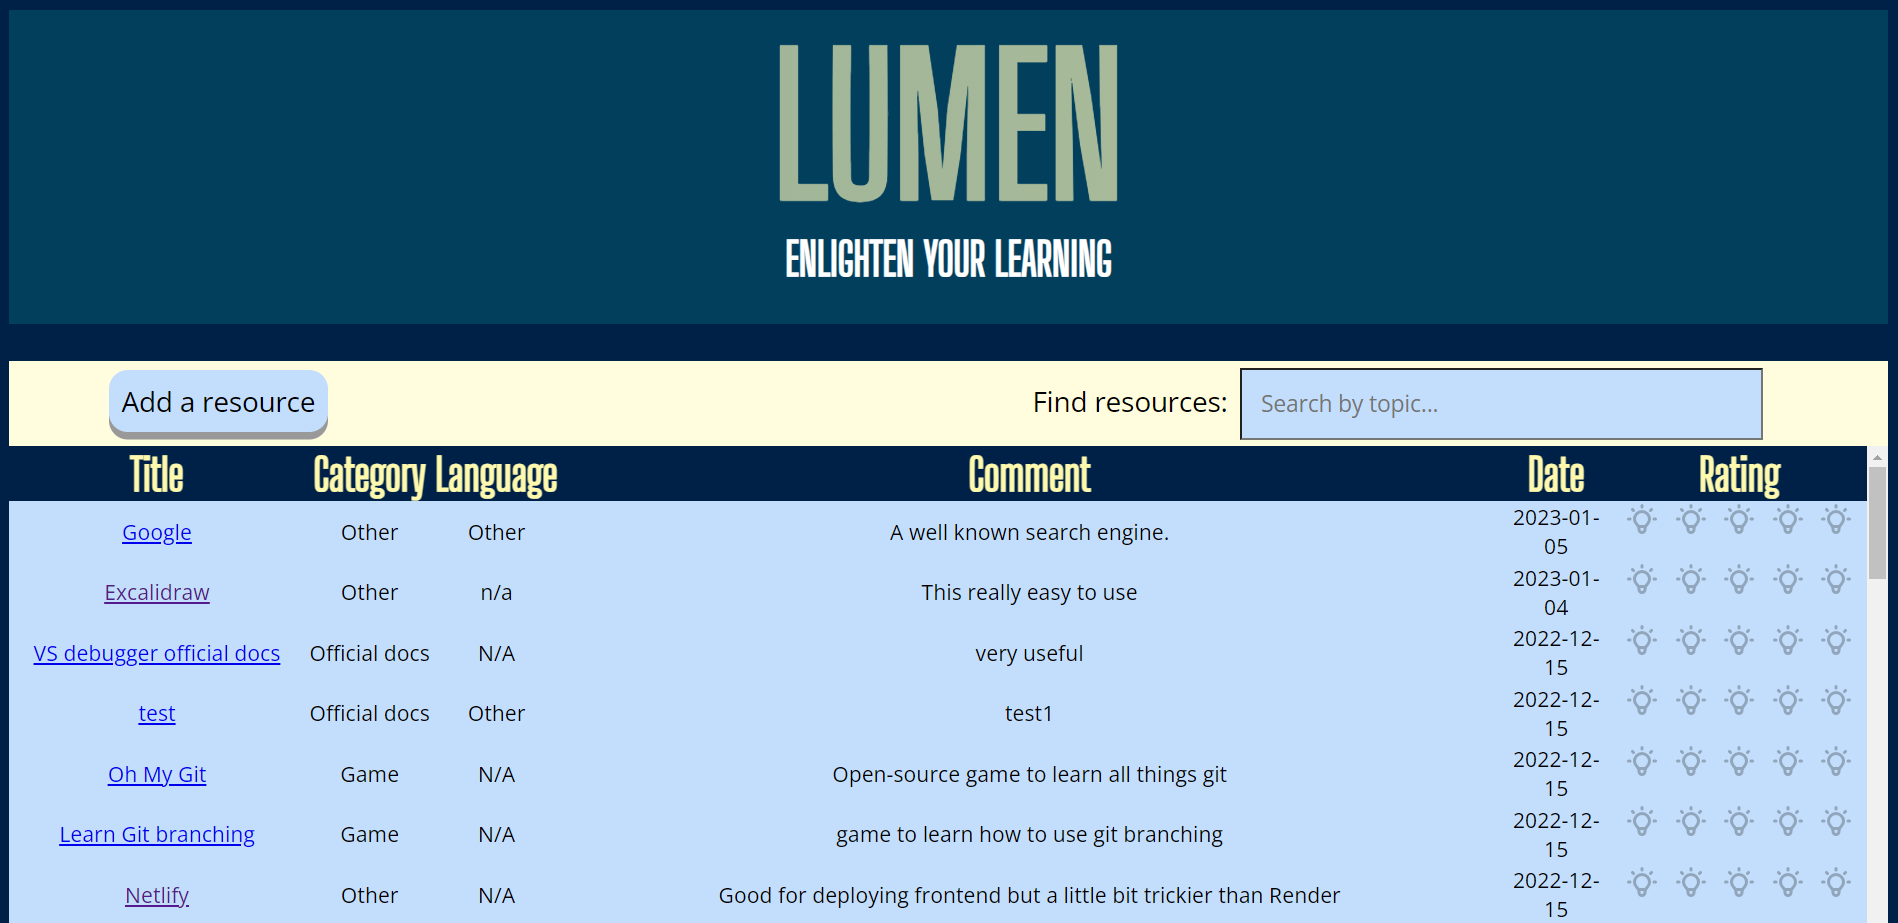 LUMEN
ENLIGHTEN YOUR LEARNING
Add a resource Find resources: Search by topic...
Title Category Language Comment Date Rating
Google Other Other A well known search engine. 2023-01-
05
Excalidraw Other n/a This really easy to use 2023-01-
04
VS debugger official docs Official docs N/A very useful 2022-12-
15
test Official docs Other test1 2022-12-
15
Oh My Git Game N/A Open-source game to learn all things git 2022-12-
15
Learn Git branching Game N/A game to learn how to use git branching 2022-12-
15
Netlify Other N/A Good for deploying frontend but a little bit trickier than Render 2022-12-
15